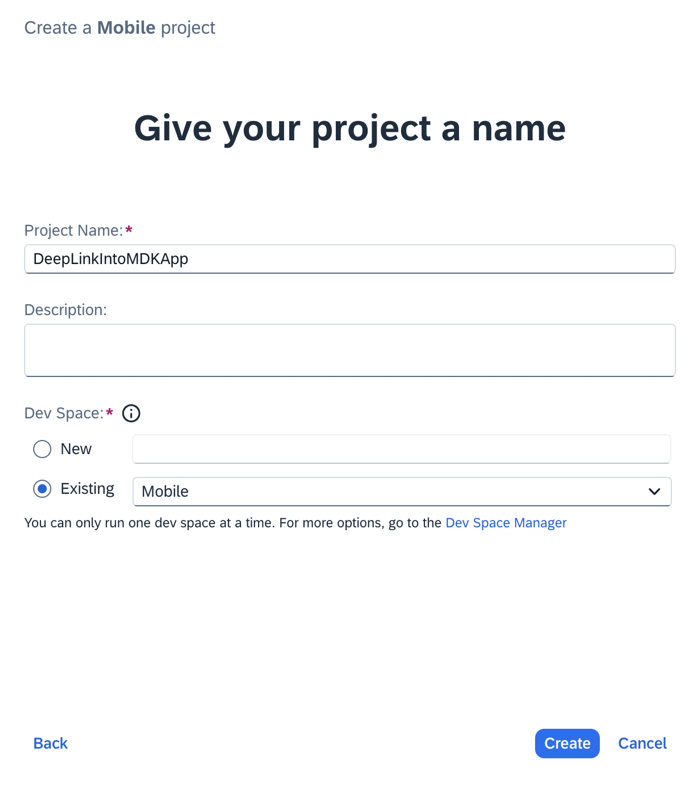 Create a Mobile project
Give your project a name
Project Name:*
DeepLinkIntoMDKApp
Description:
Dev Space:*
New
Existing
Mobile
You can only run one dev space at a time. For more options, go to the Dev Space Manager
Back
Create
Cancel